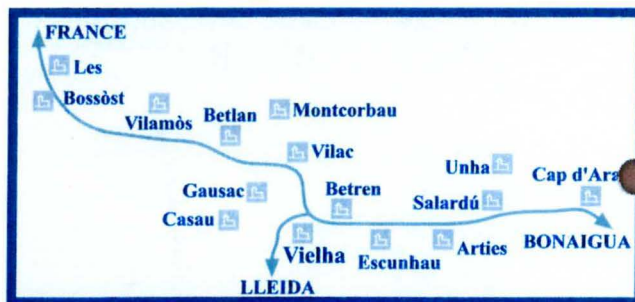 FRANCE
Les
Bossòst
Vilamòs
Betlan
Montcorbau
Vilac
Unha
Cap d'Ara
Gausac
Betren
Salardú
Casau
Vielha
Escunhau
Arties
BONAIGUA
LLEIDA